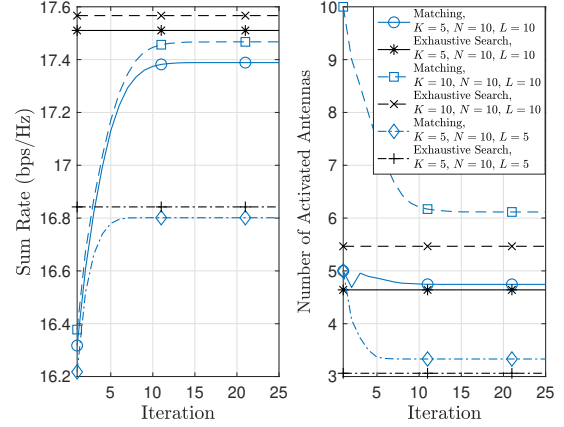 17.6
17.4
17.2
17
16.8
16.6
16.4
16.2
Sum Rate (bps/Hz)
5
10
15
20
25
Iteration
10
9
8
7
6
5
4
3
Number of Activated Antennas
5
10
15
20
25
Iteration
Matching,
K = 5, N = 10, L = 10
Exhaustive Search,
K = 5, N = 10, L = 10
Matching,
K = 10, N = 10, L = 10
Exhaustive Search,
K = 10, N = 10, L = 10
Matching,
K = 5, N = 10, L = 5
Exhaustive Search,
K = 5, N = 10, L = 5